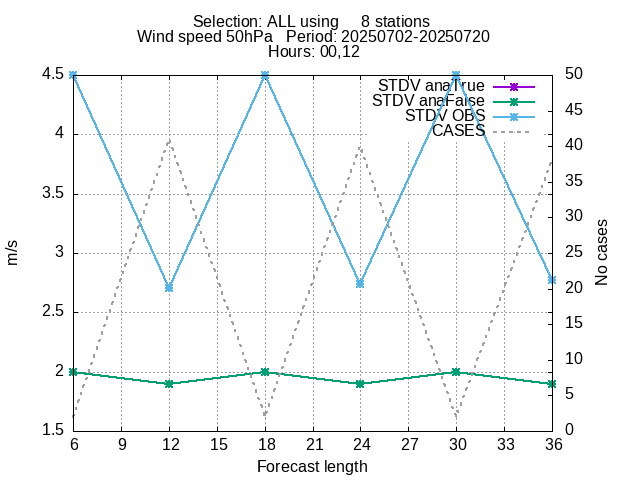 Selection: ALL using 8 stations
Wind speed 50hPa Period: 20250702-20250720
Hours: 00,12
STDV anaTrue
STDV anaFalse
STDV OBS
CASES
4.5
4
3.5
3
2.5
2
1.5
m/s
50
45
40
35
30
25
20
15
10
5
0
No cases
6 9 12 15 18 21 24 27 30 33 36
Forecast length